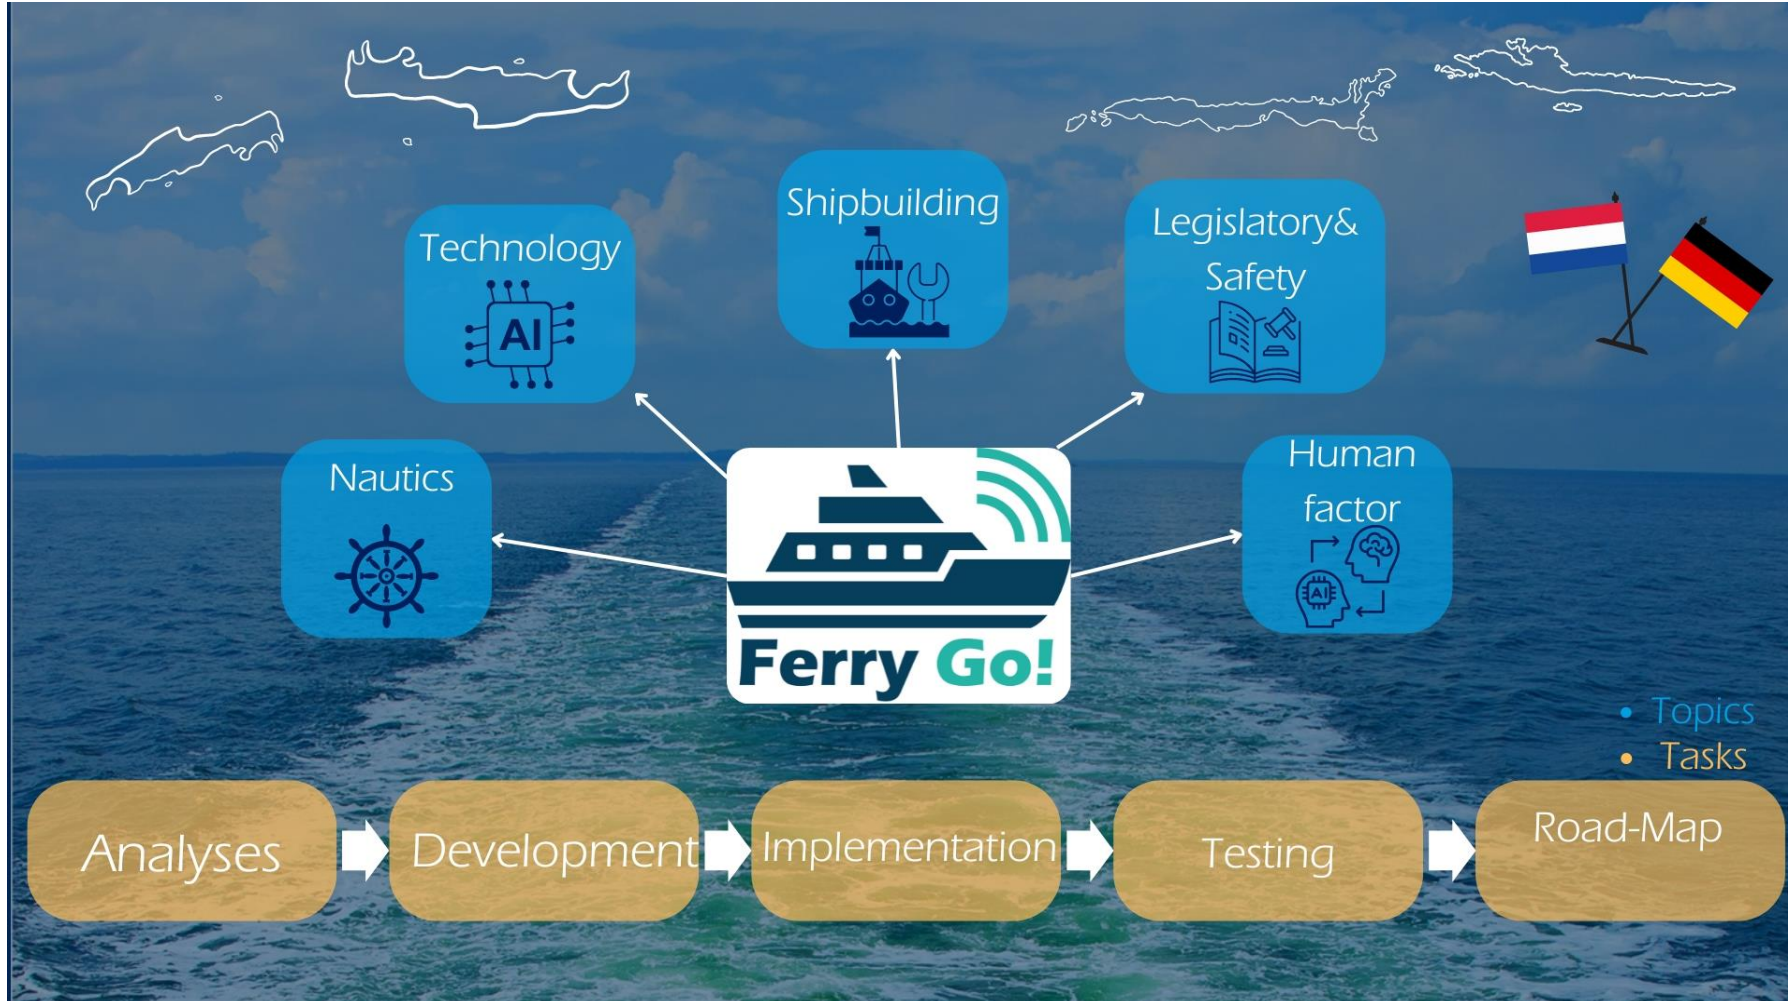 Shipbuilding
Legislatory&
Safety
Technology
AI
Human
factor
AI
Nautics
Ferry Go!
• Topics
• Tasks
Analyses
Development
Implementation
Testing
Road-Map